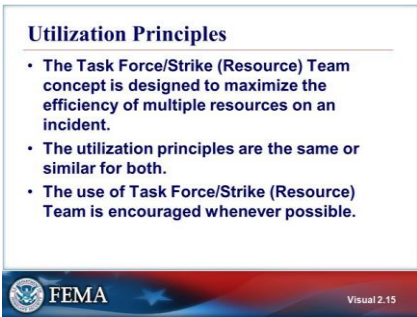 Utilization Principles
• The Task Force/Strike (Resource) Team
concept is designed to maximize the
efficiency of multiple resources on an
incident.
• The utilization principles are the same or
similar for both.
• The use of Task Force/Strike (Resource)
Team is encouraged whenever possible.
FEMA
Visual 2.15